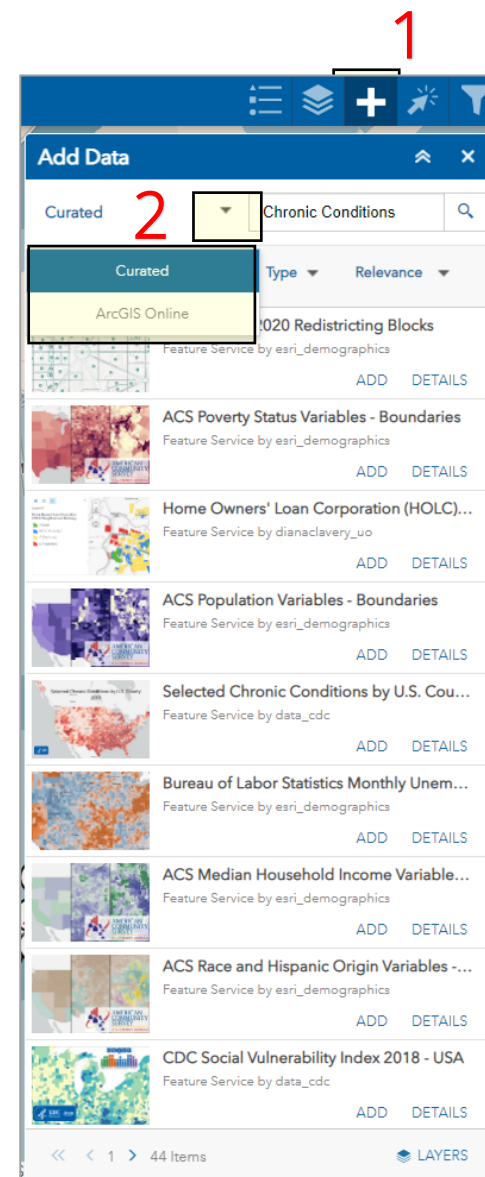 1
Add Data
Curated
2
Chronic Conditions
Curated
ArcGIS Online
Type
Relevance
2020 Redistricting Blocks
Feature Service by esri_demographics
ADD DETAILS
ACS Poverty Status Variables - Boundaries
Feature Service by esri_demographics
ADD DETAILS
Home Owners' Loan Corporation (HOLC)...
Feature Service by dianaclavery_uo
ADD DETAILS
ACS Population Variables - Boundaries
Feature Service by esri_demographics
ADD DETAILS
Selected Chronic Conditions by U.S. Cou...
Feature Service by data_cdc
ADD DETAILS
Bureau of Labor Statistics Monthly Unem...
Feature Service by esri_demographics
ADD DETAILS
ACS Median Household Income Variable...
Feature Service by esri_demographics
ADD DETAILS
ACS Race and Hispanic Origin Variables -...
Feature Service by esri_demographics
ADD DETAILS
CDC Social Vulnerability Index 2018 - USA
Feature Service by data_cdc
ADD DETAILS
1
44 Items
LAYERS